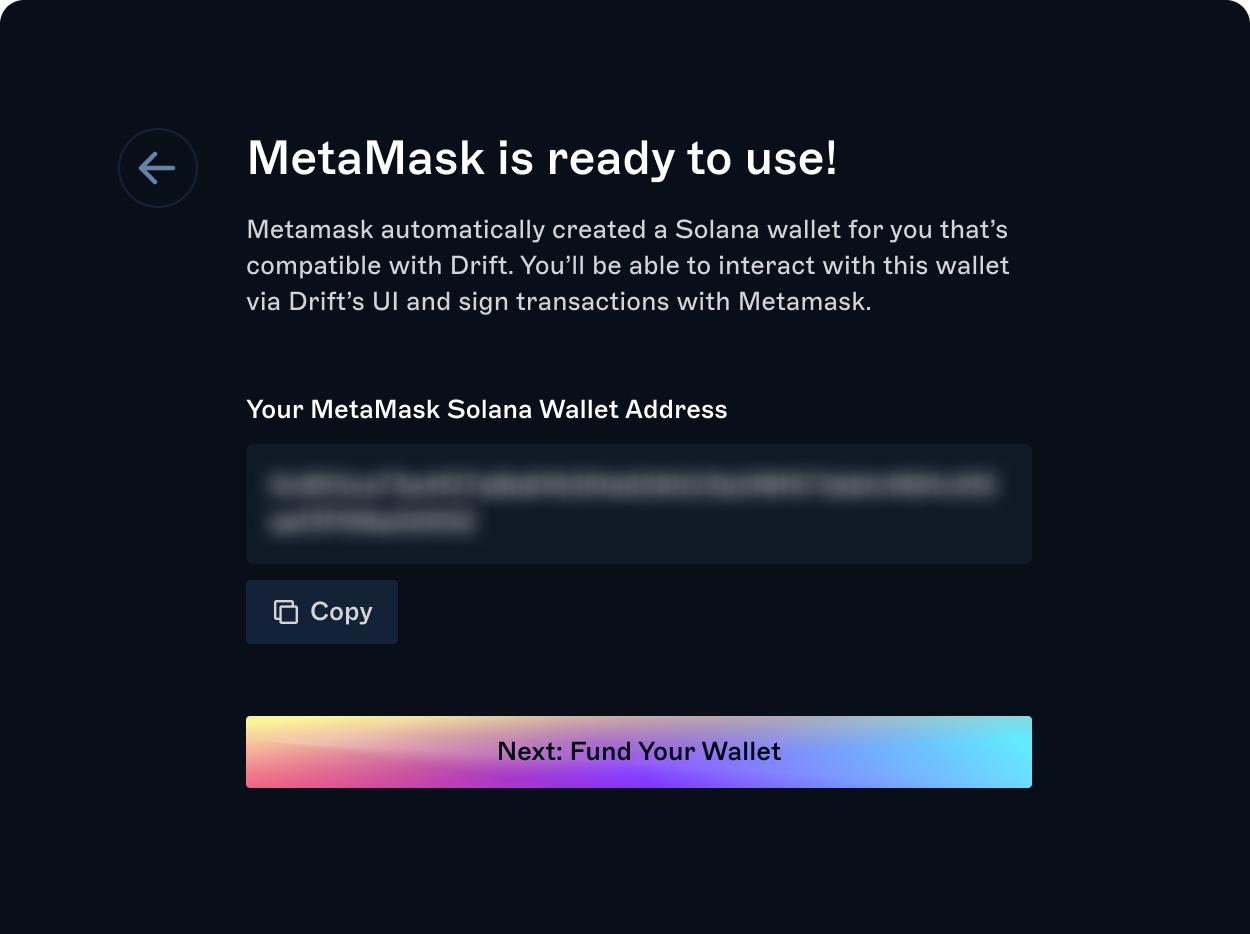 MetaMask is ready to use!
Metamask automatically created a Solana wallet for you that’s
compatible with Drift. You’ll be able to interact with this wallet
via Drift’s UI and sign transactions with Metamask.
Your MetaMask Solana Wallet Address
Copy
Next: Fund Your Wallet